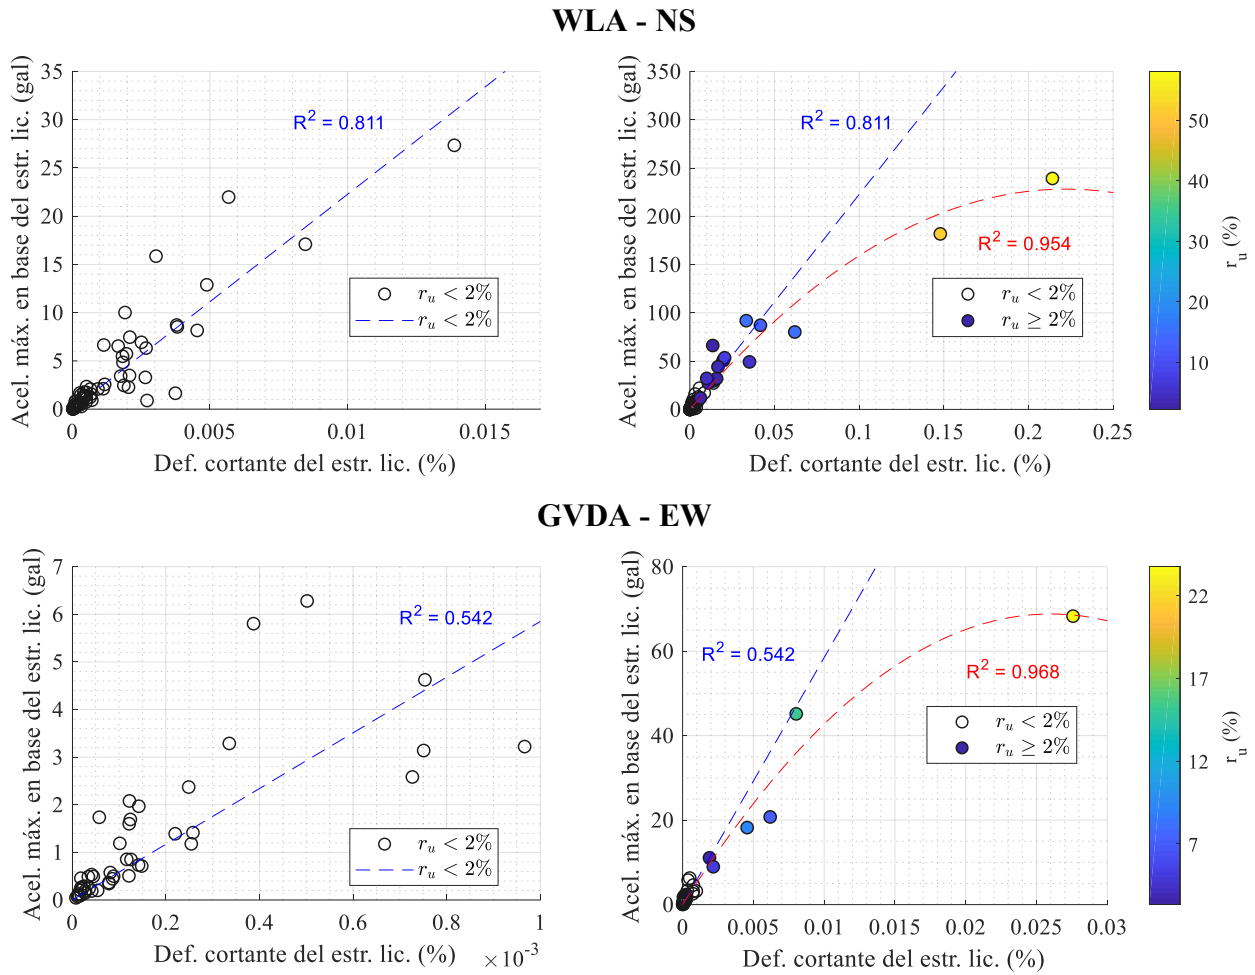 WLA - NS
Acel. máx. en base del estr. lic. (gal)
35
30
25
20
15
10
5
0
R² = 0.811
r_u < 2%
r_u < 2%
0 0.005 0.01 0.015
Def. cortante del estr. lic. (%)
Acel. máx. en base del estr. lic. (gal)
350
300
250
200
150
100
50
0
R² = 0.811
R² = 0.954
r_u < 2%
r_u ≥ 2%
0 0.05 0.1 0.15 0.2 0.25
Def. cortante del estr. lic. (%)
50
40
30
20
10
r_u (%)
GVDA - EW
Acel. máx. en base del estr. lic. (gal)
7
6
5
4
3
2
1
0
R² = 0.542
r_u < 2%
r_u < 2%
0 0.2 0.4 0.6 0.8 1
×10⁻³
Def. cortante del estr. lic. (%)
Acel. máx. en base del estr. lic. (gal)
80
60
40
20
0
R² = 0.542
R² = 0.968
r_u < 2%
r_u ≥ 2%
0 0.005 0.01 0.015 0.02 0.025 0.03
Def. cortante del estr. lic. (%)
22
17
12
7
r_u (%)